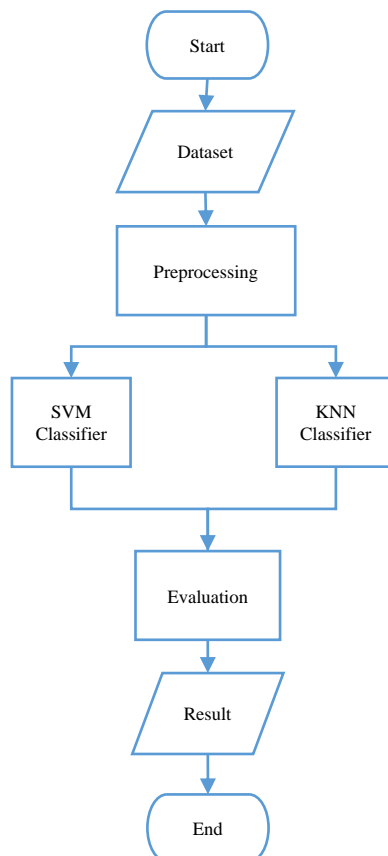 Start
Dataset
Preprocessing
SVM
Classifier
KNN
Classifier
Evaluation
Result
End